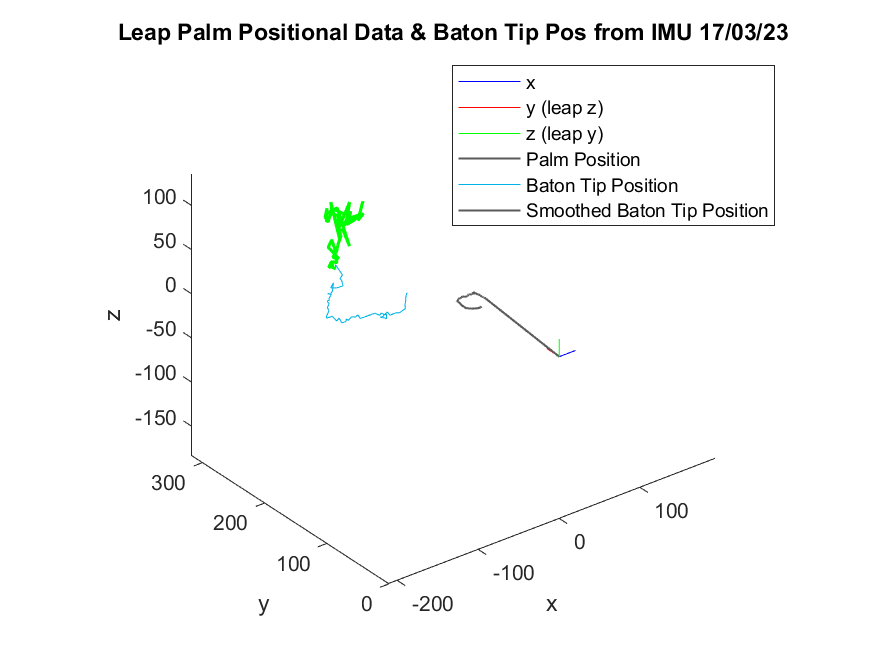 Leap Palm Positional Data & Baton Tip Pos from IMU 17/03/23
x
y (leap z)
z (leap y)
Palm Position
Baton Tip Position
Smoothed Baton Tip Position
100
50
0
-50
-100
-150
z
300
200
100
0
y
-200
-100
0
100
x